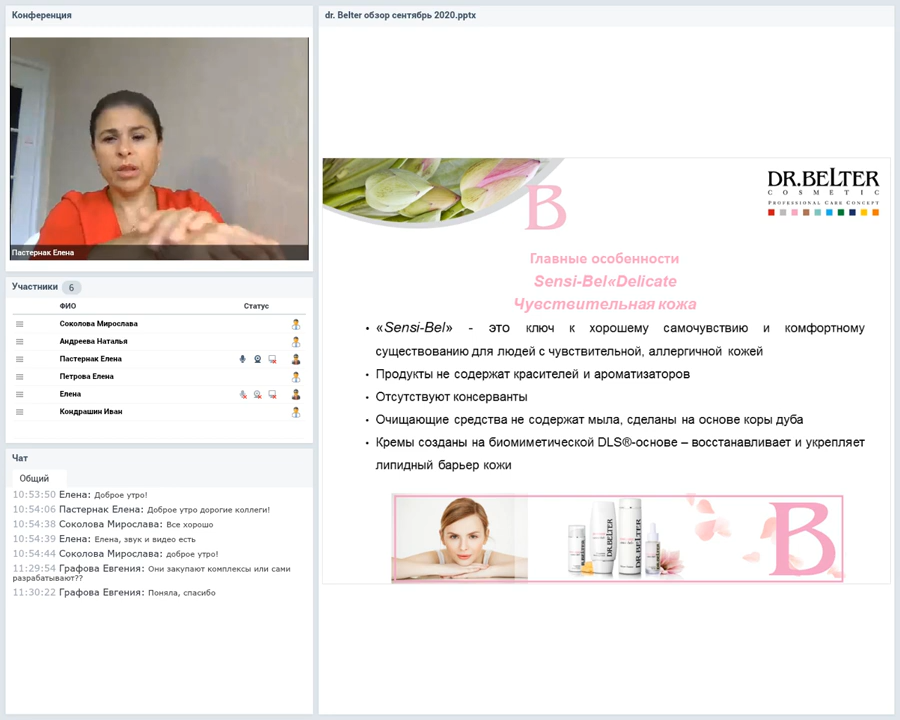 Конференция
Пастернак Елена
Участники 6
ФИО Статус
Соколова Мирослава
Андреева Наталья
Пастернак Елена
Петрова Елена
Елена
Кондрашин Иван
Чат
Общий
10:53:50 Елена: Доброе утро!
10:54:06 Пастернак Елена: Доброе утро дорогие коллеги!
10:54:38 Соколова Мирослава: Все хорошо
10:54:39 Елена: Елена, звук и видео есть
10:54:44 Соколова Мирослава: доброе утро!
11:29:54 Графова Евгения: Они закупают комплексы или сами
разрабатывают??
11:30:22 Графова Евгения: Поняла, спасибо
dr. Belter обзор сентябрь 2020.pptx
B
DR.BELTER
COSMETIC
PROFESSIONAL CARE CONCEPT
Главные особенности
Sensi-Bel«Delicate
Чувствительная кожа
• «Sensi-Bel» - это ключ к хорошему самочувствию и комфортному
существованию для людей с чувствительной, аллергичной кожей
• Продукты не содержат красителей и ароматизаторов
• Отсутствуют консерванты
• Очищающие средства не содержат мыла, сделаны на основе коры дуба
• Кремы созданы на биомиметической DLS®-основе – восстанавливает и укрепляет
липидный барьер кожи
DR.BELTER
DR.BELTER
B